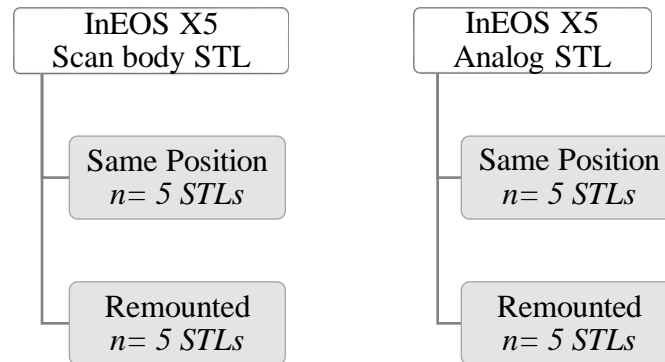 InEOS X5
Scan body STL
Same Position
n= 5 STLs
Remounted
n= 5 STLs
InEOS X5
Analog STL
Same Position
n= 5 STLs
Remounted
n= 5 STLs